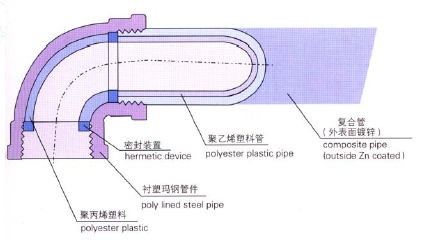 复合管
（外表面镀锌）
composite pipe
(outside Zn coated)
聚乙烯塑料管
polyester plastic pipe
密封装置
hermetic device
衬塑玛钢管件
poly lined steel pipe
聚丙烯塑料
polyester plastic